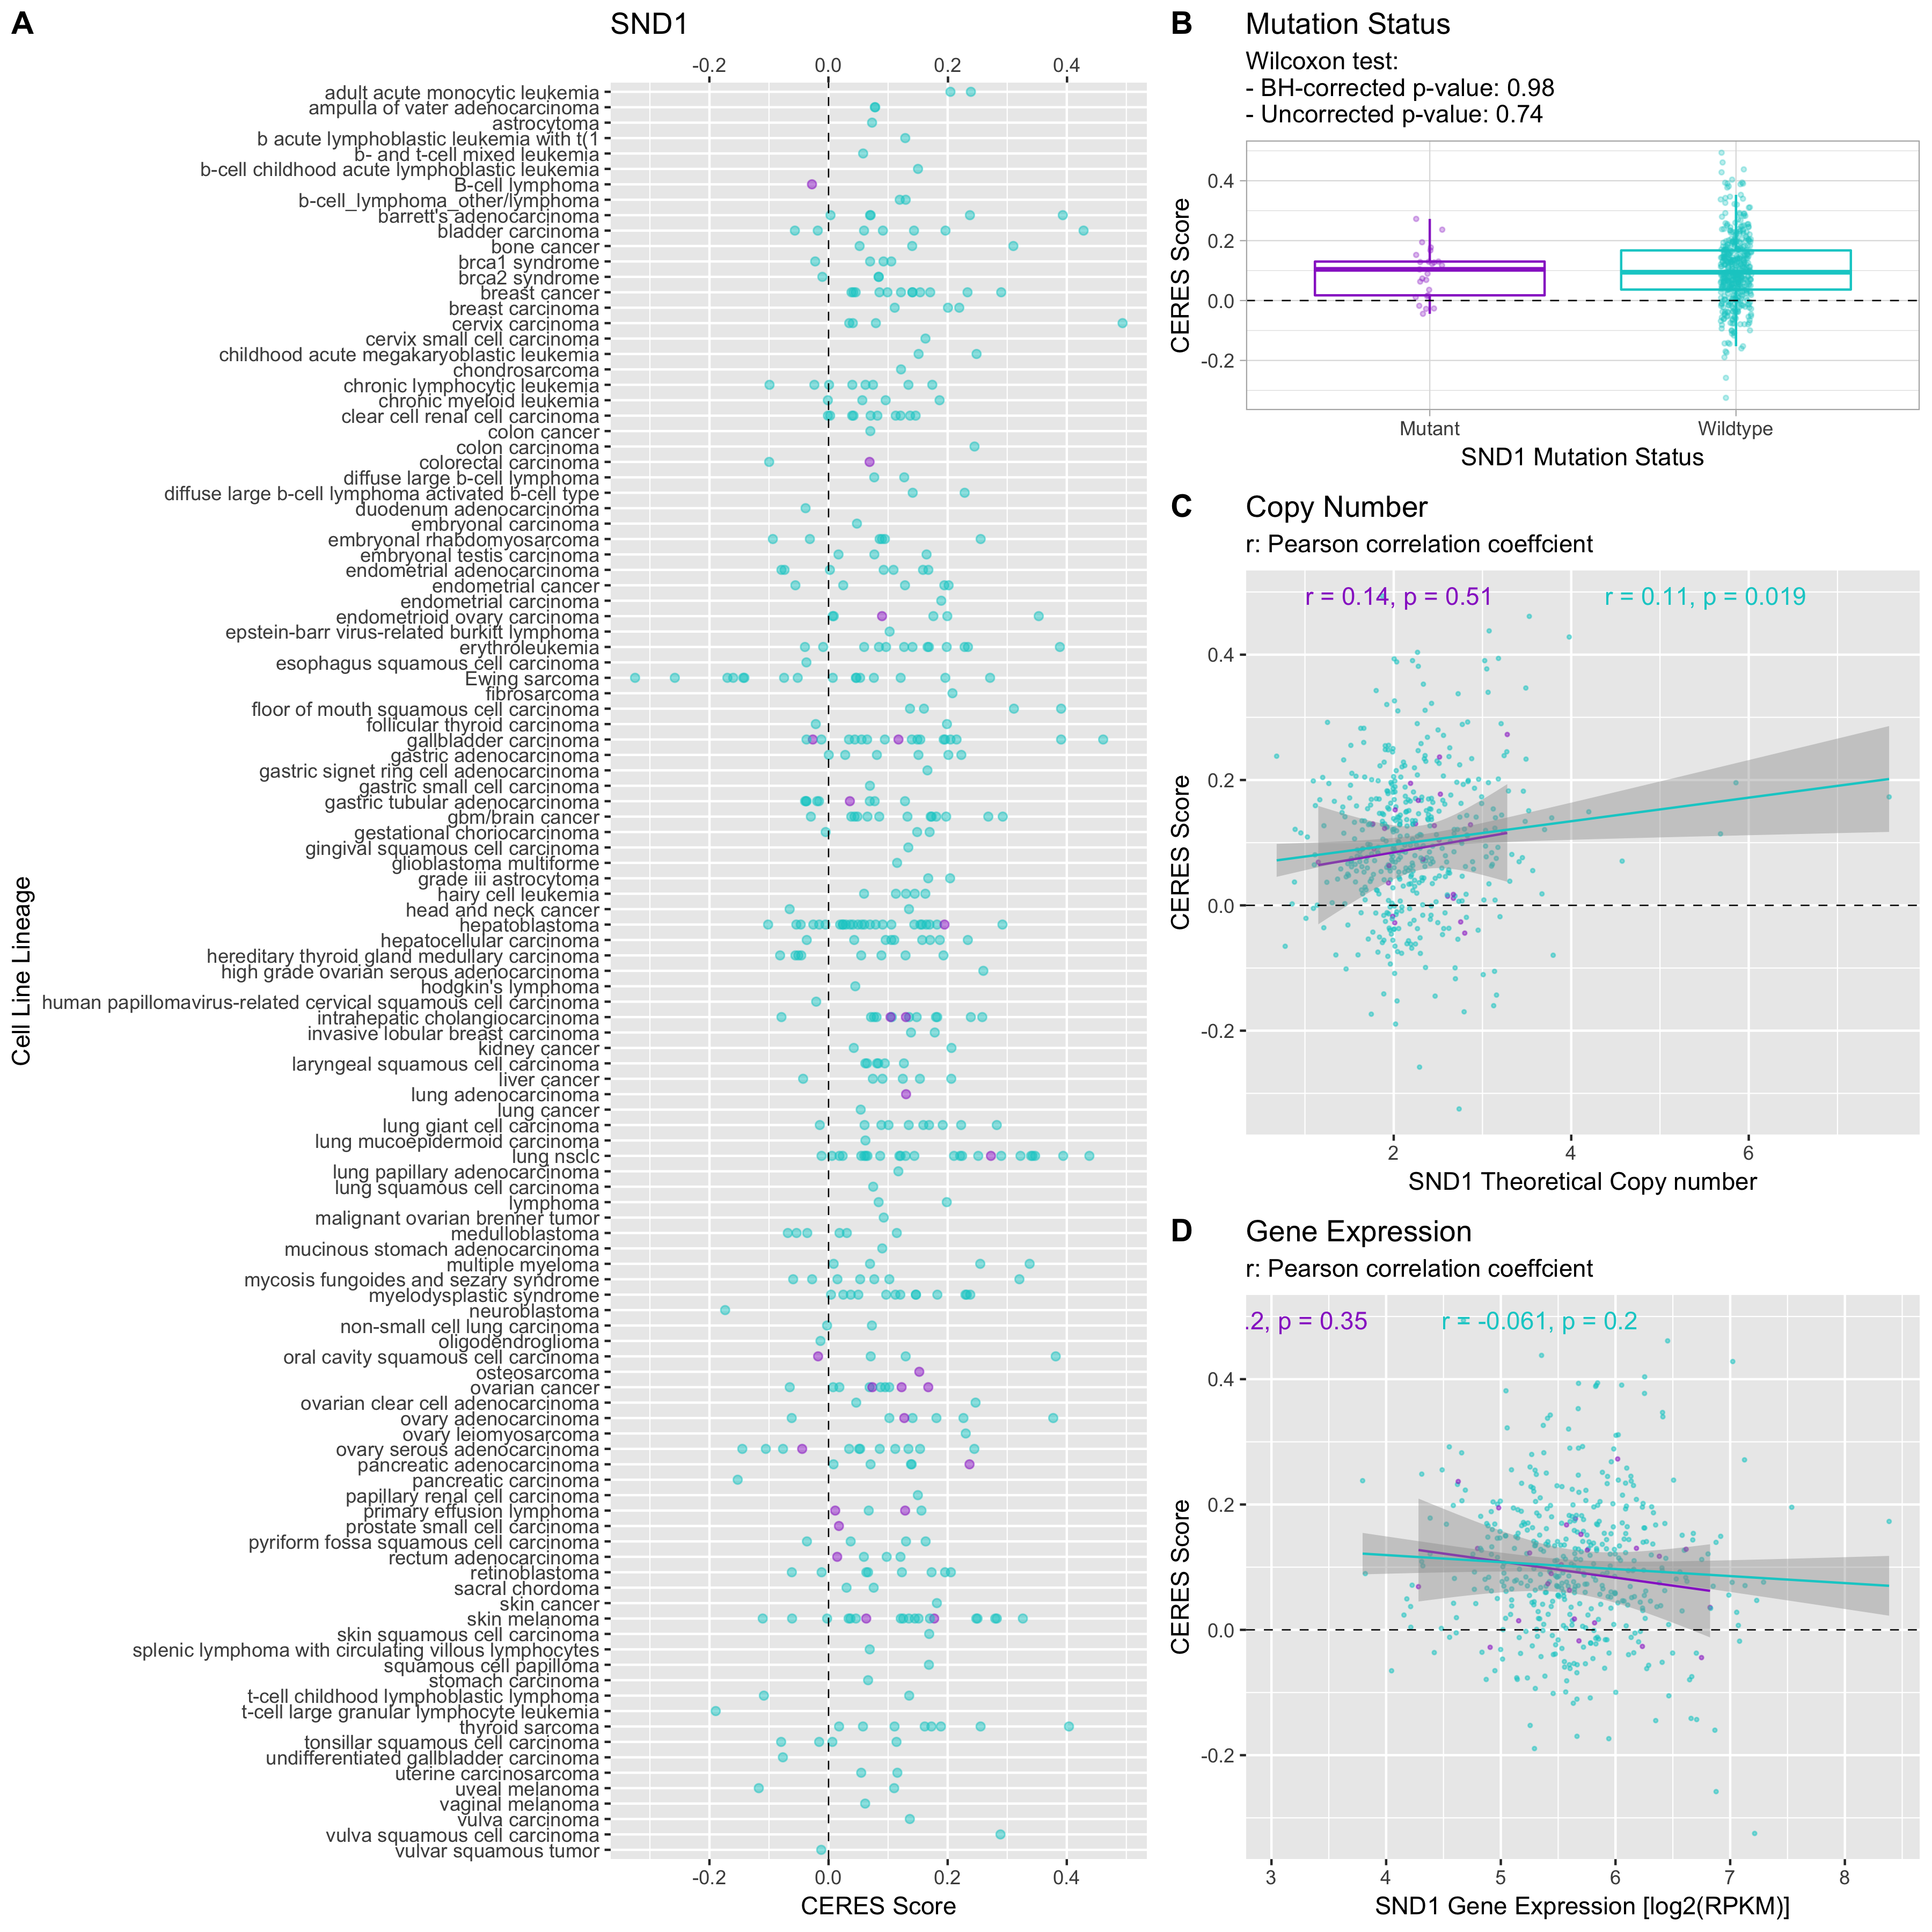 A
SND1
-0.2 0.0 0.2 0.4
Cell Line Lineage
adult acute monocytic leukemia
ampulla of vater adenocarcinoma
astrocytoma
b acute lymphoblastic leukemia with t(1
b- and t-cell mixed leukemia
b-cell childhood acute lymphoblastic leukemia
B-cell lymphoma
b-cell_lymphoma_other/lymphoma
barrett's adenocarcinoma
bladder carcinoma
bone cancer
brca1 syndrome
brca2 syndrome
breast cancer
breast carcinoma
cervix carcinoma
cervix small cell carcinoma
childhood acute megakaryoblastic leukemia
chondrosarcoma
chronic lymphocytic leukemia
chronic myeloid leukemia
clear cell renal cell carcinoma
colon cancer
colon carcinoma
colorectal carcinoma
diffuse large b-cell lymphoma
diffuse large b-cell lymphoma activated b-cell type
duodenum adenocarcinoma
embryonal carcinoma
embryonal rhabdomyosarcoma
embryonal testis carcinoma
endometrial adenocarcinoma
endometrial cancer
endometrial carcinoma
endometrioid ovary carcinoma
epstein-barr virus-related burkitt lymphoma
erythroleukemia
esophagus squamous cell carcinoma
Ewing sarcoma
fibrosarcoma
floor of mouth squamous cell carcinoma
follicular thyroid carcinoma
gallbladder carcinoma
gastric adenocarcinoma
gastric signet ring cell adenocarcinoma
gastric small cell carcinoma
gastric tubular adenocarcinoma
gbm/brain cancer
gestational choriocarcinoma
gingival squamous cell carcinoma
glioblastoma multiforme
grade iii astrocytoma
hairy cell leukemia
head and neck cancer
hepatoblastoma
hepatocellular carcinoma
hereditary thyroid gland medullary carcinoma
high grade ovarian serous adenocarcinoma
hodgkin's lymphoma
human papillomavirus-related cervical squamous cell carcinoma
intrahepatic cholangiocarcinoma
invasive lobular breast carcinoma
kidney cancer
laryngeal squamous cell carcinoma
liver cancer
lung adenocarcinoma
lung cancer
lung giant cell carcinoma
lung mucoepidermoid carcinoma
lung nsclc
lung papillary adenocarcinoma
lung squamous cell carcinoma
lymphoma
malignant ovarian brenner tumor
medulloblastoma
mucinous stomach adenocarcinoma
multiple myeloma
mycosis fungoides and sezary syndrome
myelodysplastic syndrome
neuroblastoma
non-small cell lung carcinoma
oligodendroglioma
oral cavity squamous cell carcinoma
osteosarcoma
ovarian cancer
ovarian clear cell adenocarcinoma
ovary adenocarcinoma
ovary leiomyosarcoma
ovary serous adenocarcinoma
pancreatic adenocarcinoma
pancreatic carcinoma
papillary renal cell carcinoma
primary effusion lymphoma
prostate small cell carcinoma
pyriform fossa squamous cell carcinoma
rectum adenocarcinoma
retinoblastoma
sacral chordoma
skin cancer
skin melanoma
skin squamous cell carcinoma
splenic lymphoma with circulating villous lymphocytes
squamous cell papilloma
stomach carcinoma
t-cell childhood lymphoblastic lymphoma
t-cell large granular lymphocyte leukemia
thyroid sarcoma
tonsillar squamous cell carcinoma
undifferentiated gallbladder carcinoma
uterine carcinosarcoma
uveal melanoma
vaginal melanoma
vulva carcinoma
vulva squamous cell carcinoma
vulvar squamous tumor
-0.2 0.0 0.2 0.4
CERES Score
B
Mutation Status
Wilcoxon test:
- BH-corrected p-value: 0.98
- Uncorrected p-value: 0.74
CERES Score
0.4
0.2
0.0
-0.2
Mutant Wildtype
SND1 Mutation Status
C
Copy Number
r: Pearson correlation coeffcient
r = 0.14, p = 0.51 r = 0.11, p = 0.019
CERES Score
0.4
0.2
0.0
-0.2
2 4 6
SND1 Theoretical Copy number
D
Gene Expression
r: Pearson correlation coeffcient
.2, p = 0.35 r = -0.061, p = 0.2
CERES Score
0.4
0.2
0.0
-0.2
3 4 5 6 7 8
SND1 Gene Expression [log2(RPKM)]